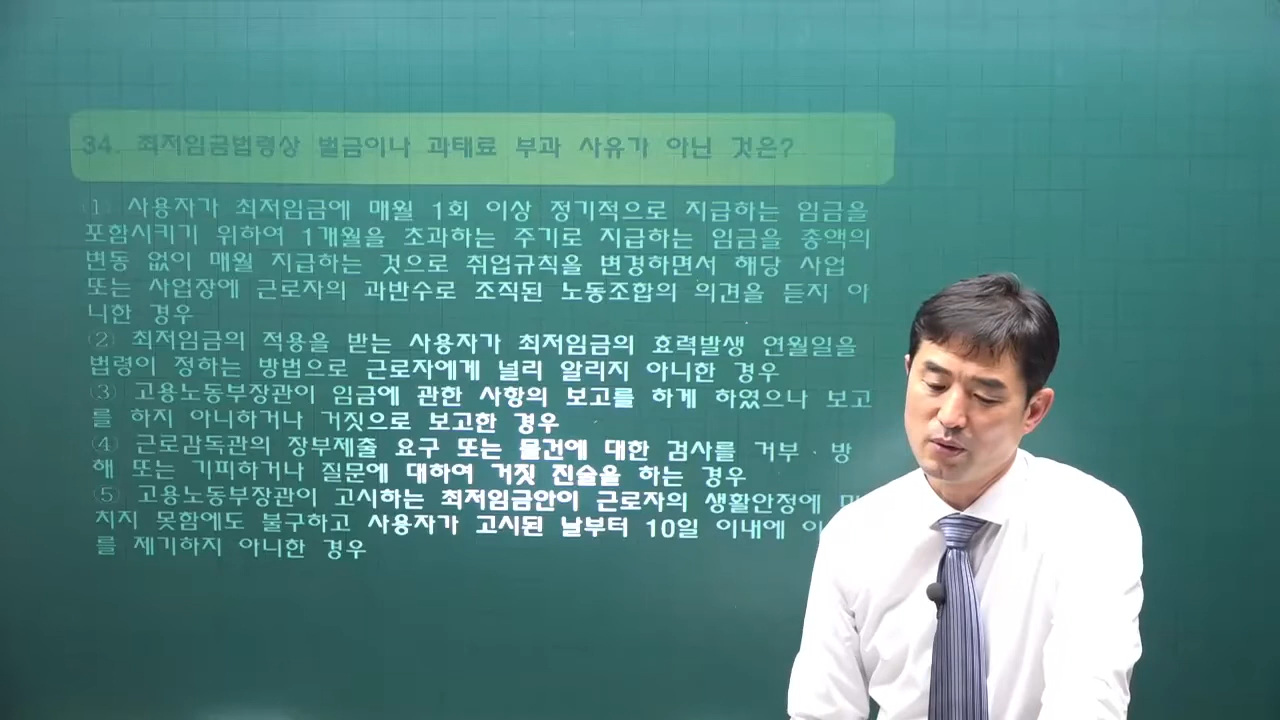 34. 최저임금법령상 벌금이나 과태료 부과 사유가 아닌 것은?
① 사용자가 최저임금에 매월 1회 이상 정기적으로 지급하는 임금을
포함시키기 위하여 1개월을 초과하는 주기로 지급하는 임금을 총액의
변동 없이 매월 지급하는 것으로 취업규칙을 변경하면서 해당 사업
또는 사업장에 근로자의 과반수로 조직된 노동조합의 의견을 듣지 아
니한 경우
② 최저임금의 적용을 받는 사용자가 최저임금의 효력발생 연월일을
법령이 정하는 방법으로 근로자에게 널리 알리지 아니한 경우
③ 고용노동부장관이 임금에 관한 사항의 보고를 하게 하였으나 보고
를 하지 아니하거나 거짓으로 보고한 경우
④ 근로감독관의 장부제출 요구 또는 물건에 대한 검사를 거부 · 방
해 또는 기피하거나 질문에 대하여 거짓 진술을 하는 경우
⑤ 고용노동부장관이 고시하는 최저임금안이 근로자의 생활안정에
치지 못함에도 불구하고 사용자가 고시된 날부터 10일 이내에
를 제기하지 아니한 경우